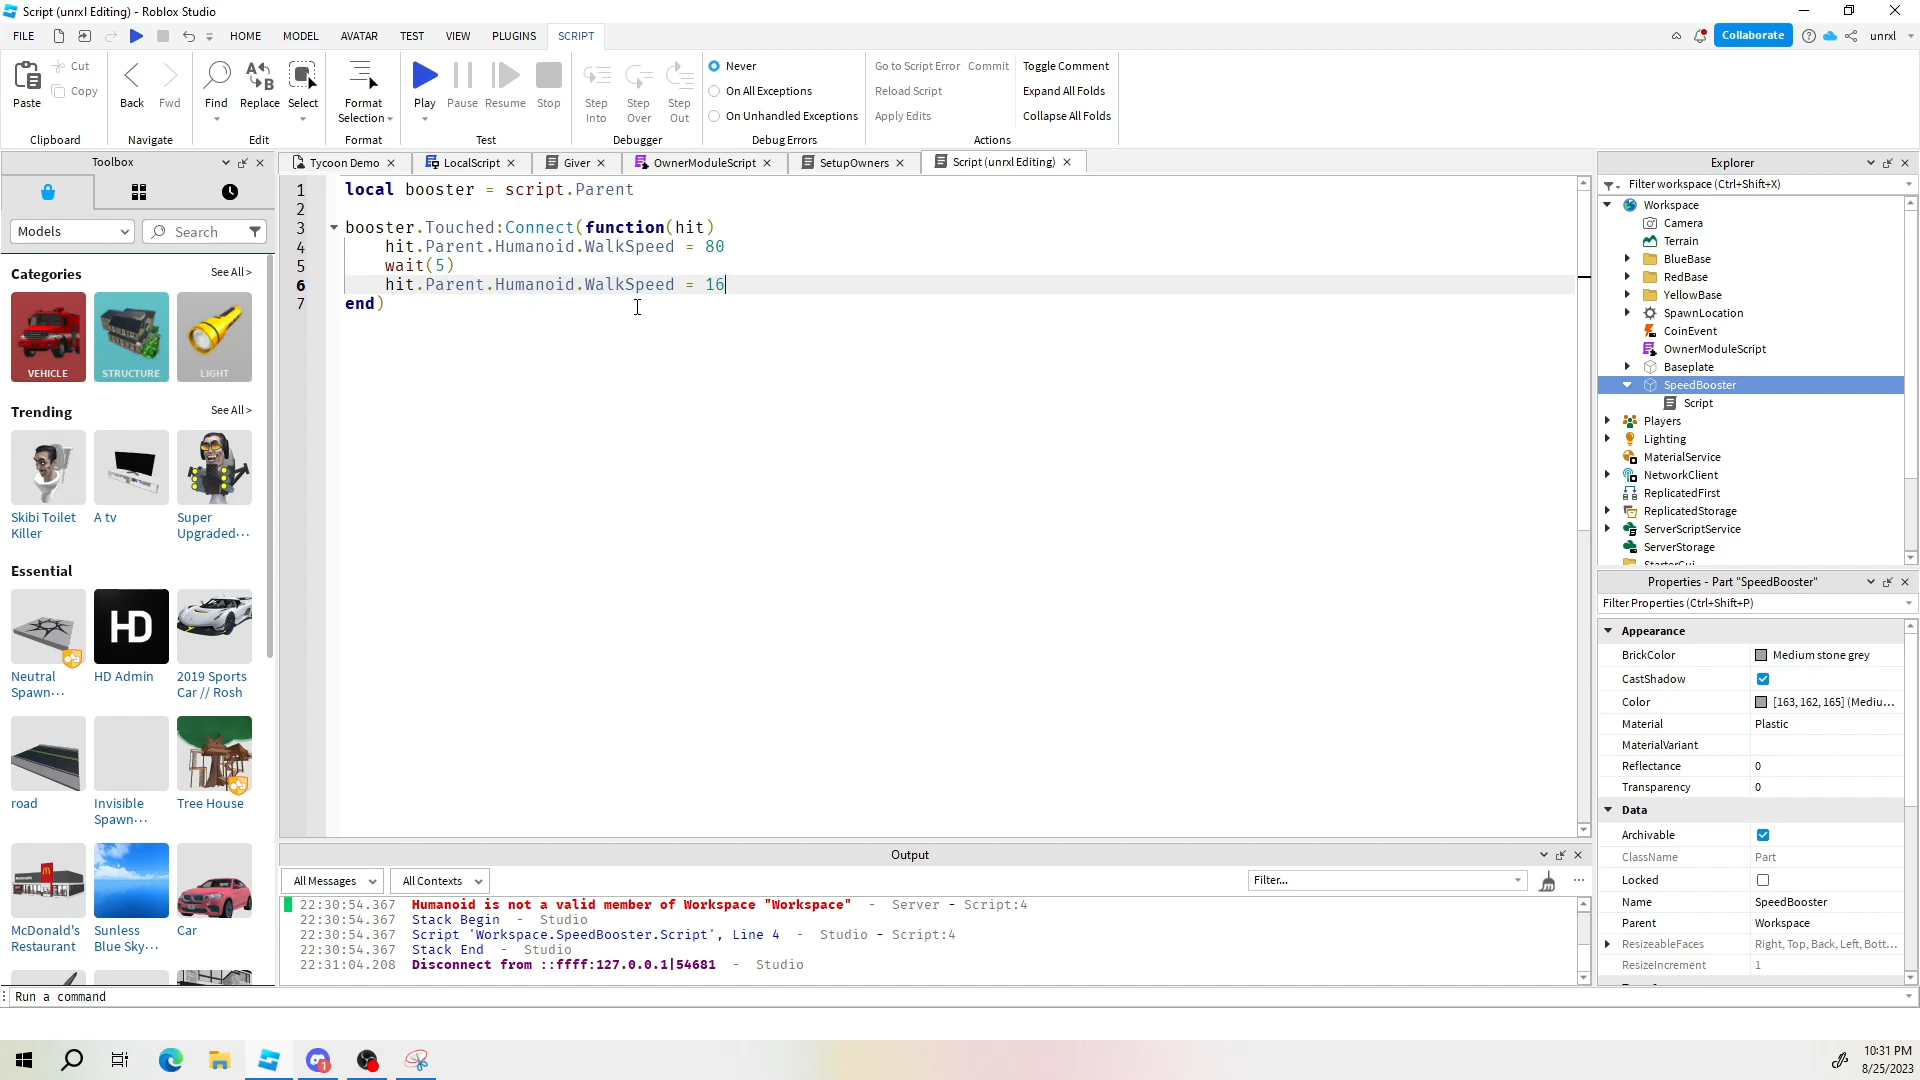 Script (unrxl Editing) - Roblox Studio
FILE HOME MODEL AVATAR TEST VIEW PLUGINS SCRIPT Collaborate unrxl
Paste Cut Copy Clipboard
Back Fwd Navigate
Find Replace Select Edit
Format Selection Format
Play Pause Resume Stop Test
Step Into Step Over Step Out Debugger
Never
On All Exceptions
On Unhandled Exceptions
Debug Errors
Go to Script Error Commit Toggle Comment
Reload Script Expand All Folds
Apply Edits Collapse All Folds
Actions
Toolbox
Models Search
Categories See All >
VEHICLE STRUCTURE LIGHT
Trending See All >
Skibi Toilet Killer
A tv
Super Upgraded...
Essential
HD
Neutral Spawn...
HD Admin
2019 Sports Car // Rosh
road
Invisible Spawn...
Tree House
McDonald's Restaurant
Sunless Blue Sky...
Car
Tycoon Demo LocalScript Giver OwnerModuleScript SetupOwners Script (unrxl Editing)
1 local booster = script.Parent
2
3 booster.Touched:Connect(function(hit)
4 hit.Parent.Humanoid.WalkSpeed = 80
5 wait(5)
6 hit.Parent.Humanoid.WalkSpeed = 16
7 end)
Output
All Messages All Contexts Filter...
22:30:54.367 Humanoid is not a valid member of Workspace "Workspace" - Server - Script:4
22:30:54.367 Stack Begin - Studio
22:30:54.367 Script 'Workspace.SpeedBooster.Script', Line 4 - Studio - Script:4
22:30:54.367 Stack End - Studio
22:31:04.208 Disconnect from ::ffff:127.0.0.1|54681 - Studio
Run a command
Explorer
Filter workspace (Ctrl+Shift+X)
Workspace
Camera
Terrain
BlueBase
RedBase
YellowBase
SpawnLocation
CoinEvent
OwnerModuleScript
Baseplate
SpeedBooster
Script
Players
Lighting
MaterialService
NetworkClient
ReplicatedFirst
ReplicatedStorage
ServerScriptService
ServerStorage
StarterGui
Properties - Part "SpeedBooster"
Filter Properties (Ctrl+Shift+P)
Appearance
BrickColor Medium stone grey
CastShadow
Color [163, 162, 165] (Mediu...
Material Plastic
MaterialVariant
Reflectance 0
Transparency 0
Data
Archivable
ClassName Part
Locked
Name SpeedBooster
Parent Workspace
ResizeableFaces Right, Top, Back, Left, Bott...
ResizeIncrement 1
10:31 PM
8/25/2023